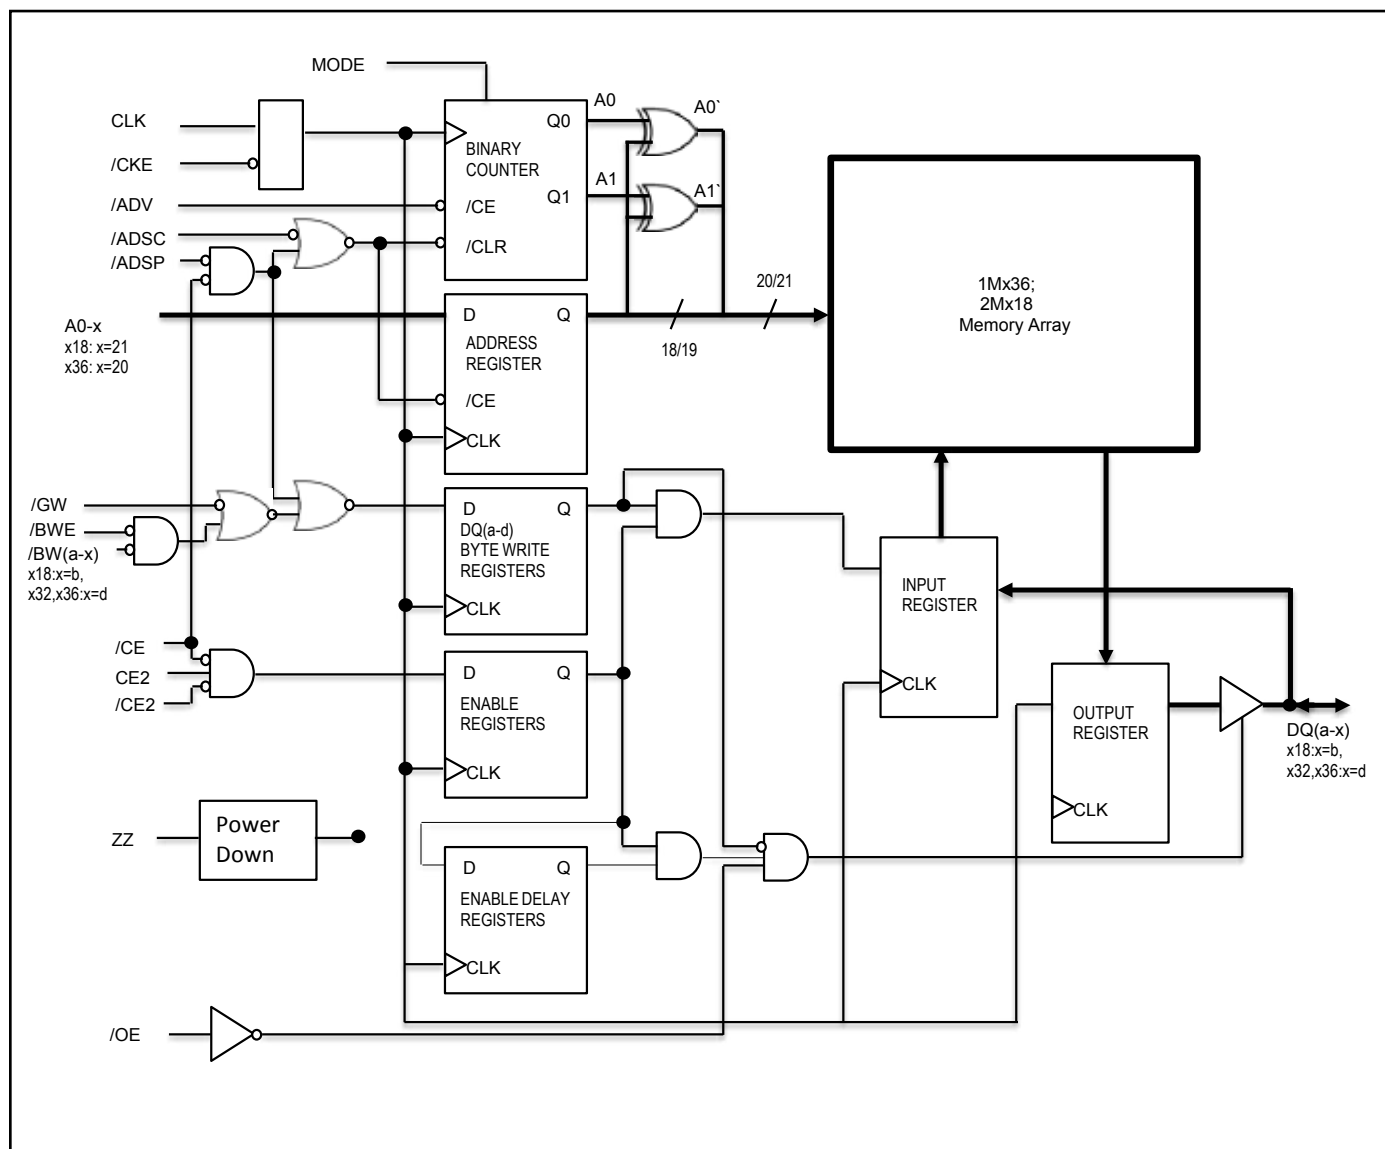 MODE
CLK
/CKE
/ADV
/ADSC
/ADSP
BINARY
COUNTER
Q0
Q1
/CE
/CLR
A0
A0`
A1
A1`
A0-x
x18: x=21
x36: x=20
D
Q
ADDRESS
REGISTER
/CE
CLK
18/19
20/21
1Mx36;
2Mx18
Memory Array
/GW
/BWE
/BW(a-x)
x18:x=b,
x32,x36:x=d
D
Q
DQ(a-d)
BYTE WRITE
REGISTERS
CLK
/CE
CE2
/CE2
D
Q
ENABLE
REGISTERS
CLK
INPUT
REGISTER
CLK
OUTPUT
REGISTER
CLK
DQ(a-x)
x18:x=b,
x32,x36:x=d
ZZ
Power
Down
D
Q
ENABLE DELAY
REGISTERS
CLK
/OE